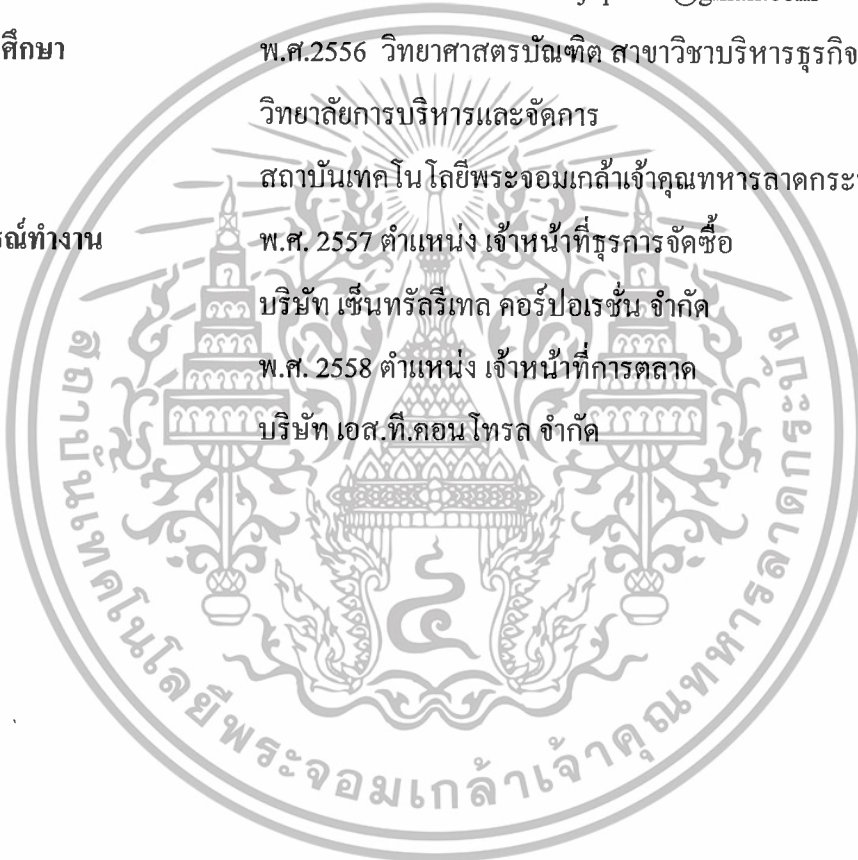 ศึกษา พ.ศ.2556 วิทยาศาสตรบัณฑิต สาขาวิชาบริหารธุรกิจ
วิทยาลัยการบริหารและจัดการ
สถาบันเทคโนโลยีพระจอมเกล้าเจ้าคุณทหารลาดกระ
ณ์ทำงาน พ.ศ. 2557 ตำแหน่ง เจ้าหน้าที่ธุรการจัดซื้อ
บริษัท เซ็นทรัลรีเทล คอร์ปอเรชั่น จำกัด
พ.ศ. 2558 ตำแหน่ง เจ้าหน้าที่การตลาด
บริษัท เอส.ที.คอนโทรล จำกัด
สถาบันเทคโนโลยีพระจอมเกล้าเจ้าคุณทหารลาดกระบัง